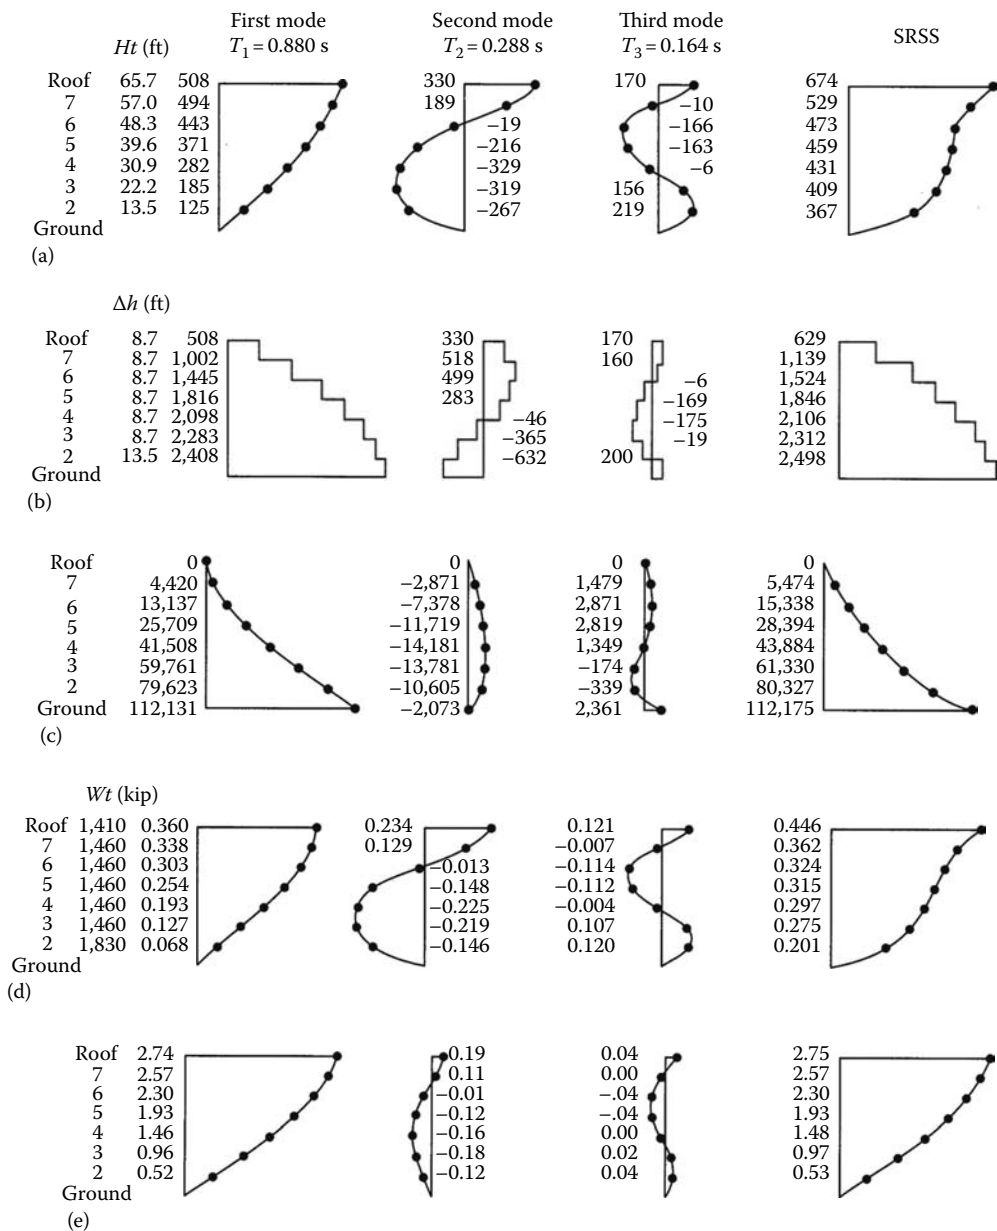 First mode Second mode Third mode
Ht (ft) T1 = 0.880 s T2 = 0.288 s T3 = 0.164 s SRSS
Roof 65.7 508 330 170 674
7 57.0 494 189 −10 529
6 48.3 443 −19 −166 473
5 39.6 371 −216 −163 459
4 30.9 282 −329 −6 431
3 22.2 185 −319 156 409
2 13.5 125 −267 219 367
Ground
(a)
Δh (ft)
Roof 8.7 508 330 170 629
7 8.7 1,002 518 160 1,139
6 8.7 1,445 499 −6 1,524
5 8.7 1,816 283 −169 1,846
4 8.7 2,098 −46 −175 2,106
3 8.7 2,283 −365 −19 2,312
2 13.5 2,408 −632 200 2,498
Ground
(b)
Roof 0 0 0 0
7 4,420 −2,871 1,479 5,474
6 13,137 −7,378 2,871 15,338
5 25,709 −11,719 2,819 28,394
4 41,508 −14,181 1,349 43,884
3 59,761 −13,781 −174 61,330
2 79,623 −10,605 −339 80,327
Ground 112,131 −2,073 2,361 112,175
(c)
Wt (kip)
Roof 1,410 0.360 0.234 0.121 0.446
7 1,460 0.338 0.129 −0.007 0.362
6 1,460 0.303 −0.013 −0.114 0.324
5 1,460 0.254 −0.148 −0.112 0.315
4 1,460 0.193 −0.225 −0.004 0.297
3 1,460 0.127 −0.219 0.107 0.275
2 1,830 0.068 −0.146 0.120 0.201
Ground
(d)
Roof 2.74 0.19 0.04 2.75
7 2.57 0.11 0.00 2.57
6 2.30 −0.01 −.04 2.30
5 1.93 −0.12 −.04 1.93
4 1.46 −0.16 0.00 1.48
3 0.96 −0.18 0.02 0.97
2 0.52 −0.12 0.04 0.53
Ground
(e)